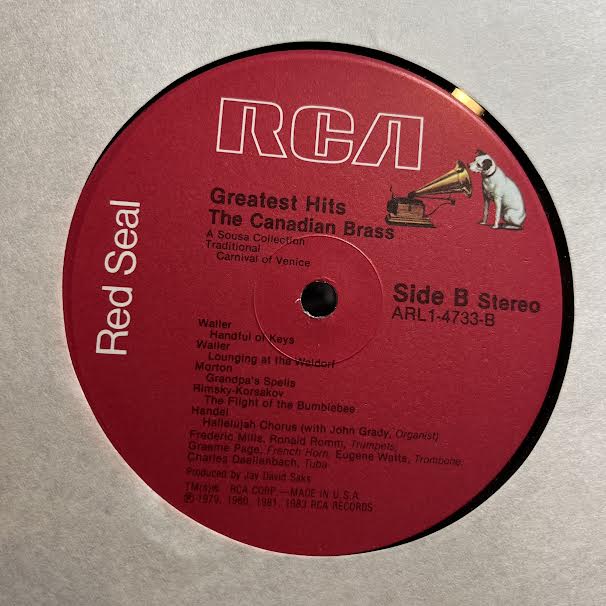 RCA
Red Seal
Greatest Hits
The Canadian Brass
A Sousa Collection
Traditional
Carnival of Venice
Side B Stereo
ARL1-4733-B
Waller
Handful of Keys
Waller
Lounging at the Waldorf
Morton
Grandpa's Spells
Rimsky-Korsakov
The Flight of the Bumblebee
Handel
Hallelujah Chorus (with John Grady, Organist)
Frederic Mills, Ronald Romm, Trumpets,
Graeme Page, French Horn, Eugene Watts, Trombone,
Charles Daellenbach, Tuba
Produced by Jay David Saks
TM(s)® RCA CORP.—MADE IN U.S.A.
℗ 1979, 1980, 1981, 1983 RCA RECORDS